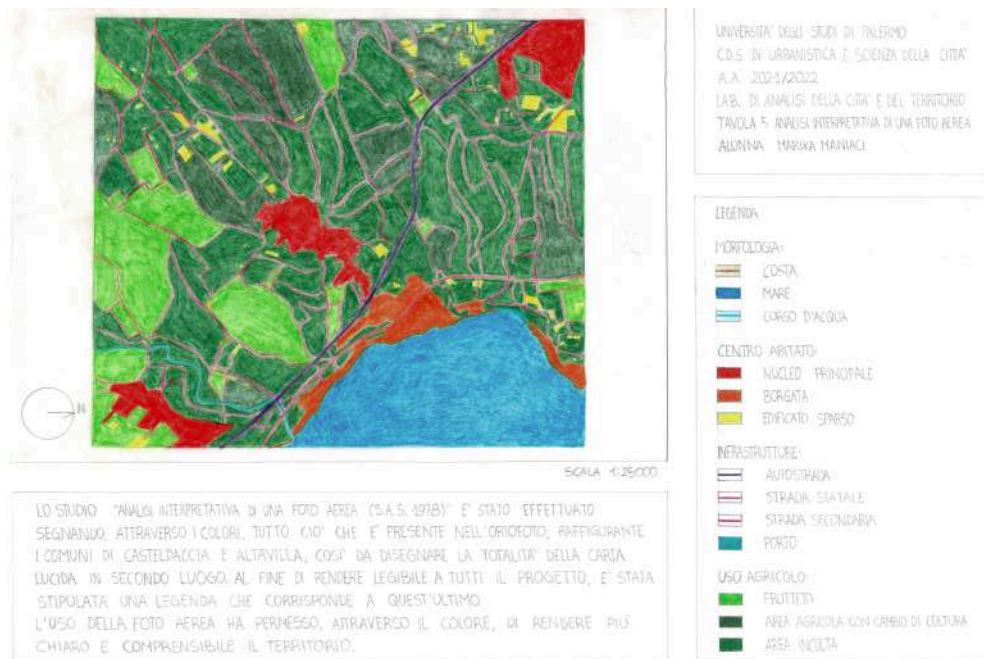 UNIVERSITA' DEGLI STUDI DI PALERMO
C.D.S. IN URBANISTICA E SCIENZA DELLA CITTA'
A.A. 2021/2022
LAB. DI ANALISI DELLA CITTA' E DEL TERRITORIO
TAVOLA 5: ANALISI INTERPRETATIVA DI UNA FOTO AEREA
ALUNNA MARIKA MANIACI
N
SCALA 1:25000
LEGENDA
MORFOLOGIA:
COSTA
MARE
CORSO D'ACQUA
CENTRO ABITATO:
NUCLEO PRINCIPALE
BORGATA
EDIFICATO SPARSO
INFRASTRUTTURE:
AUTOSTRADA
STRADA STATALE
STRADA SECONDARIA
PORTO
USO AGRICOLO:
FRUTTETO
AREA AGRICOLA CON CAMBIO DI COLTURA
AREA INCOLTA
LO STUDIO "ANALISI INTERPRETATIVA DI UNA FOTO AEREA (S.A.S. 1978)" E' STATO EFFETTUATO
SEGNANDO, ATTRAVERSO I COLORI, TUTTO CIO' CHE E' PRESENTE NELL'ORTOFOTO, RAFFIGURANTE
I COMUNI DI CASTELDACCIA E ALTAVILLA, COSI' DA DISEGNARE LA TOTALITA' DELLA CARTA
LUCIDA IN SECONDO LUOGO. AL FINE DI RENDERE LEGIBILE A TUTTI IL PROGETTO, E' STATA
STIPULATA UNA LEGENDA CHE CORRISPONDE A QUEST'ULTIMO.
L'USO DELLA FOTO AEREA HA PERMESSO, ATTRAVERSO IL COLORE, DI RENDERE PIU'
CHIARO E COMPRENSIBILE IL TERRITORIO.